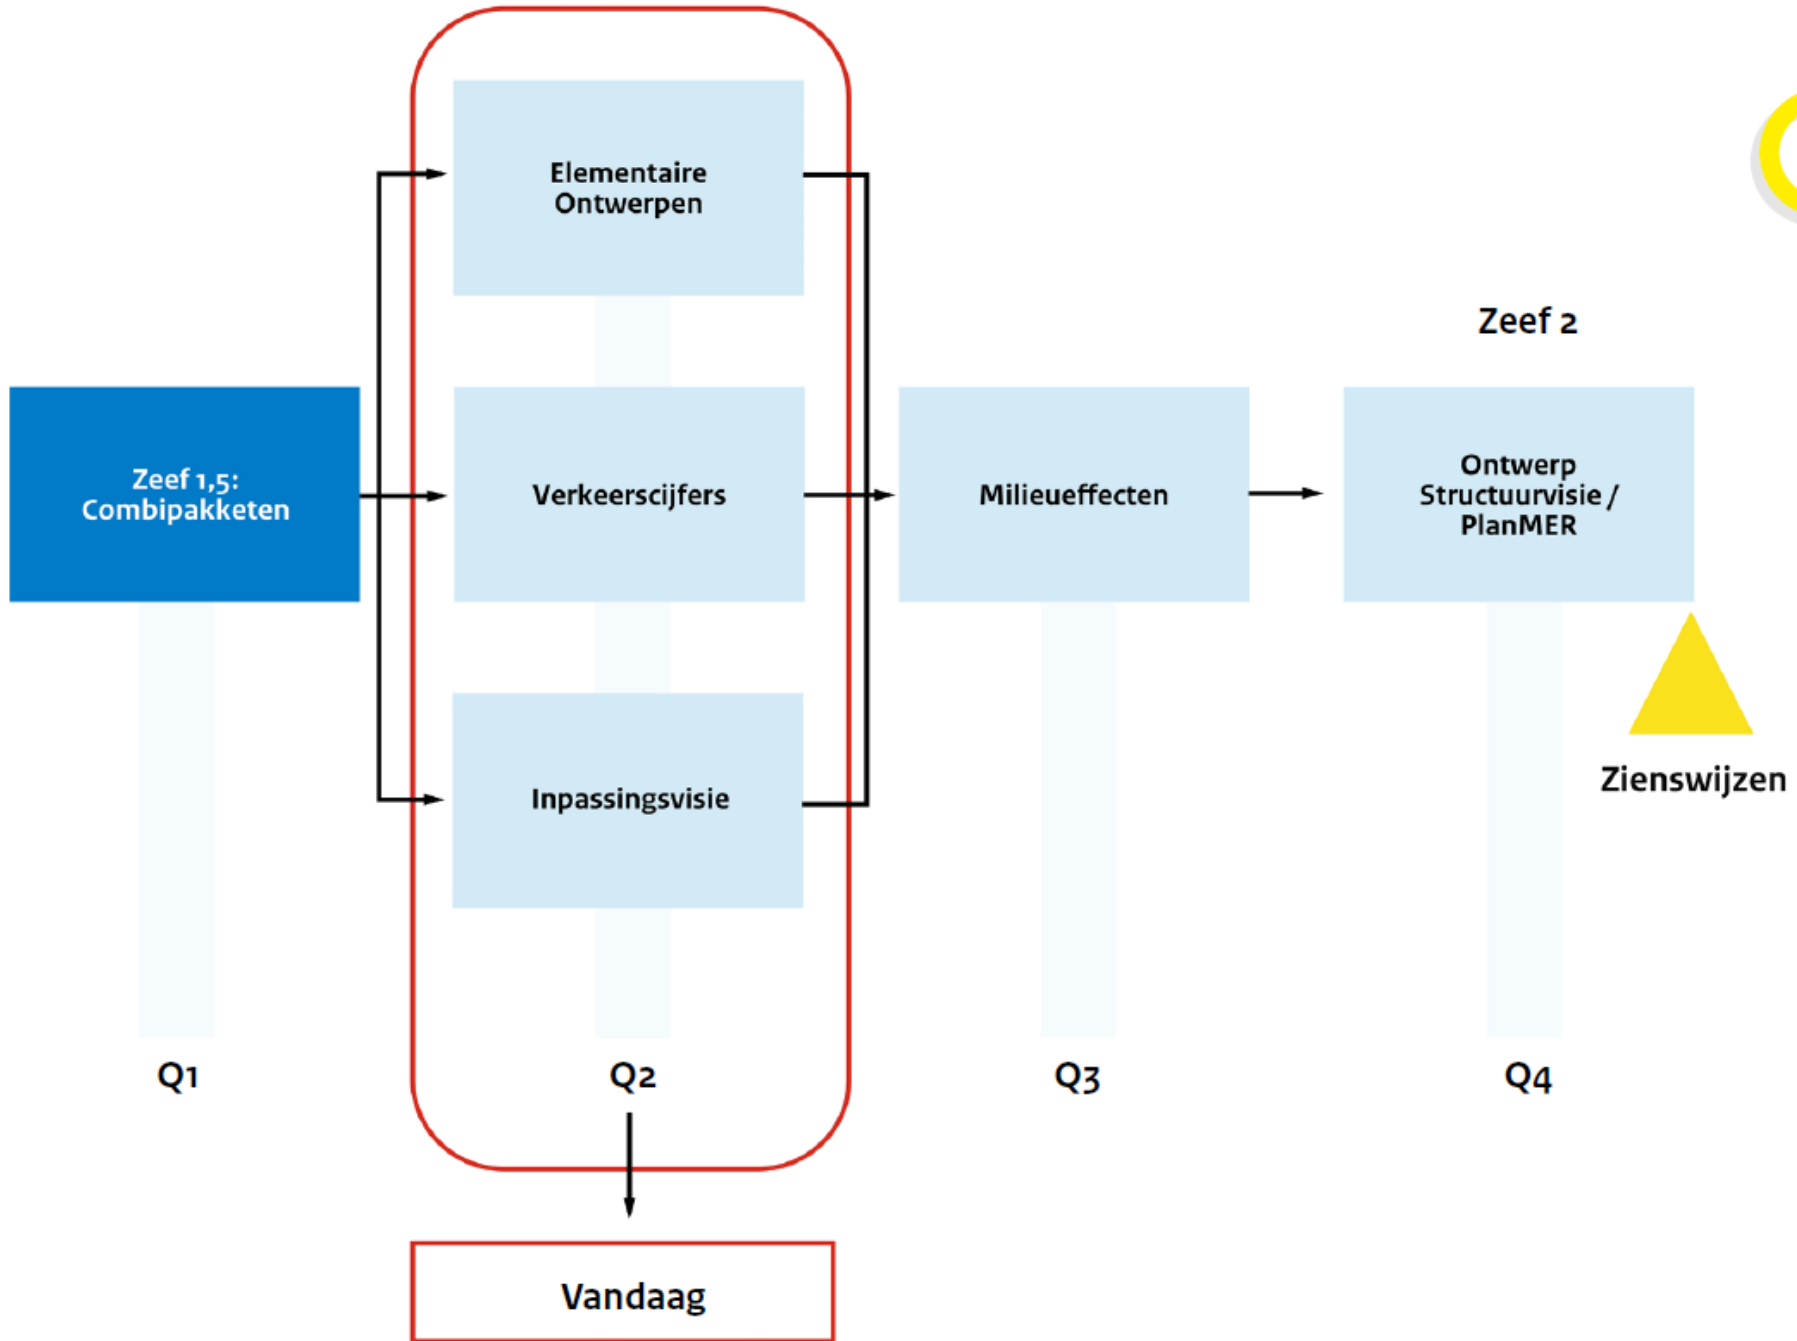 Elementaire
Ontwerpen
Zeef 2
Zeef 1,5:
Combipakketen
Verkeerscijfers
Milieueffecten
Ontwerp
Structuurvisie /
PlanMER
Inpassingsvisie
Zienswijzen
Q1
Q2
Q3
Q4
Vandaag